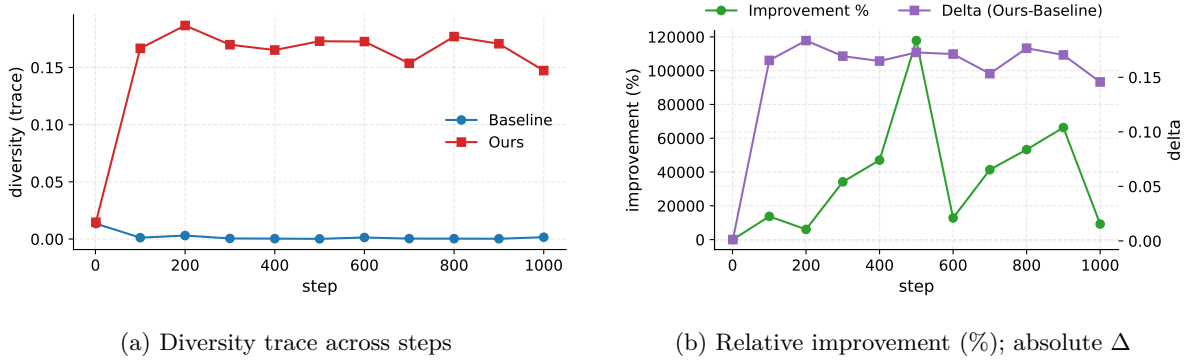 diversity (trace)
0.15
0.10
0.05
0.00
0
200
400
600
800
1000
step
Baseline
Ours
(a) Diversity trace across steps
Improvement %
Delta (Ours-Baseline)
improvement (%)
120000
100000
80000
60000
40000
20000
0
0
200
400
600
800
1000
step
0.15
0.10
0.05
0.00
delta
(b) Relative improvement (%); absolute Δ